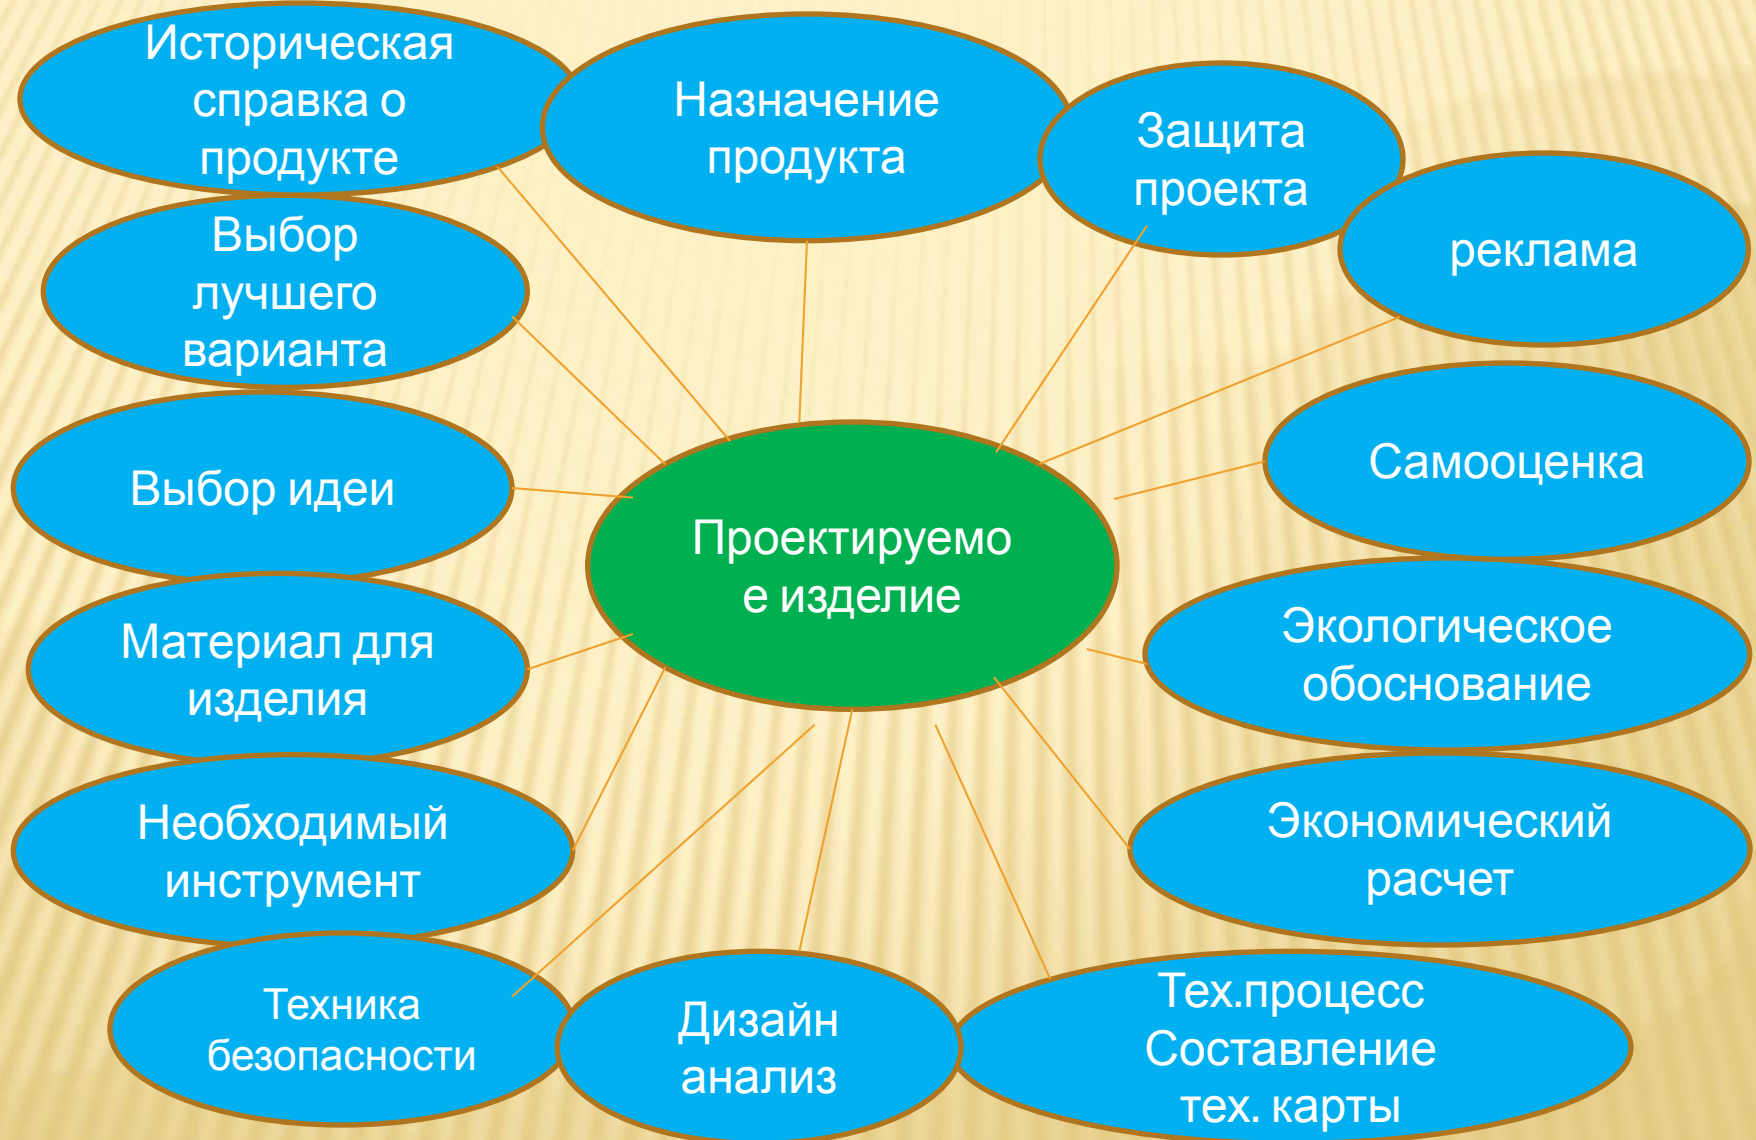 Историческая
справка о
продукте
Назначение
продукта
Защита
проекта
реклама
Выбор
лучшего
варианта
Выбор идеи
Самооценка
Проектируемо
е изделие
Материал для
изделия
Экологическое
обоснование
Необходимый
инструмент
Экономический
расчет
Техника
безопасности
Дизайн
анализ
Тех.процесс
Составление
тех. карты